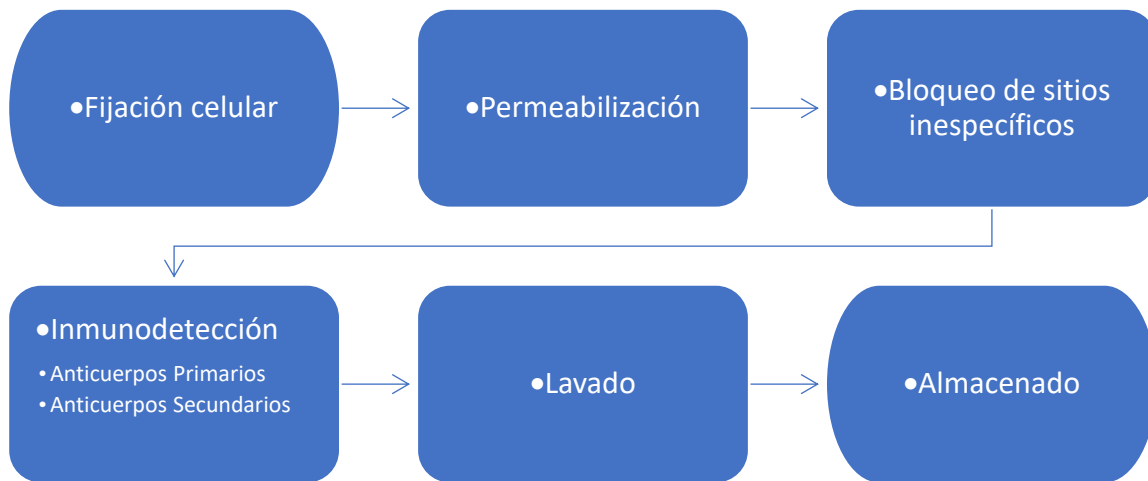 •Fijación celular
•Permeabilización
•Bloqueo de sitios
inespecíficos
•Inmunodetección
•Anticuerpos Primarios
•Anticuerpos Secundarios
•Lavado
•Almacenado